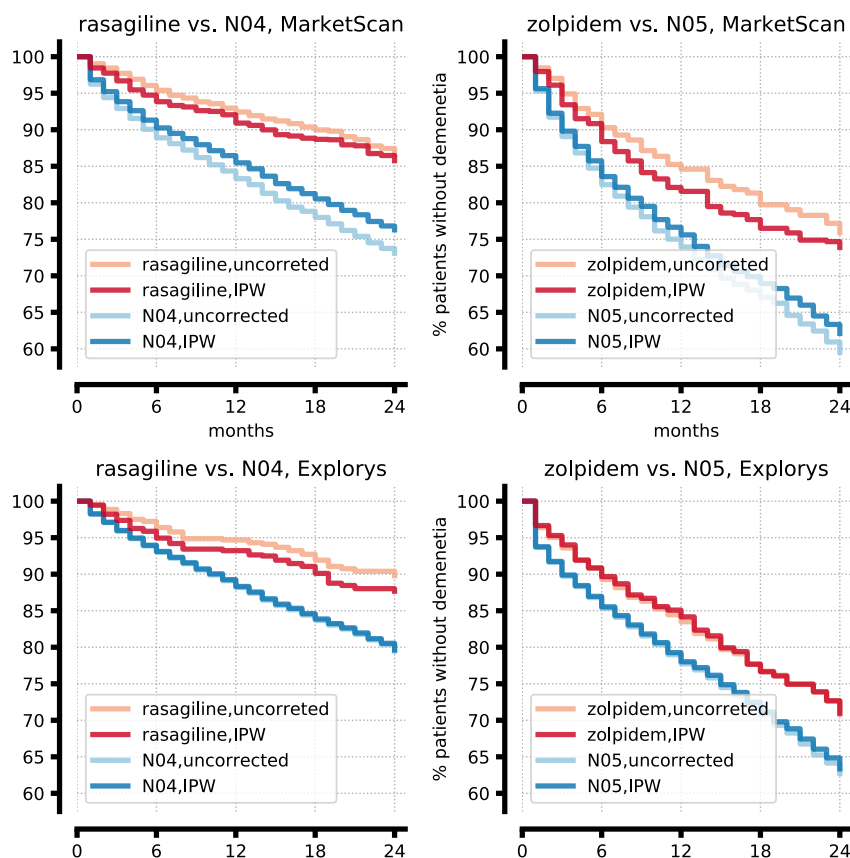 rasagiline vs. N04, MarketScan
100
95
90
85
80
75
70
65
60
rasagiline,uncorreted
rasagiline,IPW
N04,uncorrected
N04,IPW
0 6 12 18 24
months
zolpidem vs. N05, MarketScan
% patients without demenetia
100
95
90
85
80
75
70
65
60
zolpidem,uncorreted
zolpidem,IPW
N05,uncorrected
N05,IPW
0 6 12 18 24
months
rasagiline vs. N04, Explorys
100
95
90
85
80
75
70
65
60
rasagiline,uncorreted
rasagiline,IPW
N04,uncorrected
N04,IPW
0 6 12 18 24
zolpidem vs. N05, Explorys
% patients without demenetia
100
95
90
85
80
75
70
65
60
zolpidem,uncorreted
zolpidem,IPW
N05,uncorrected
N05,IPW
0 6 12 18 24